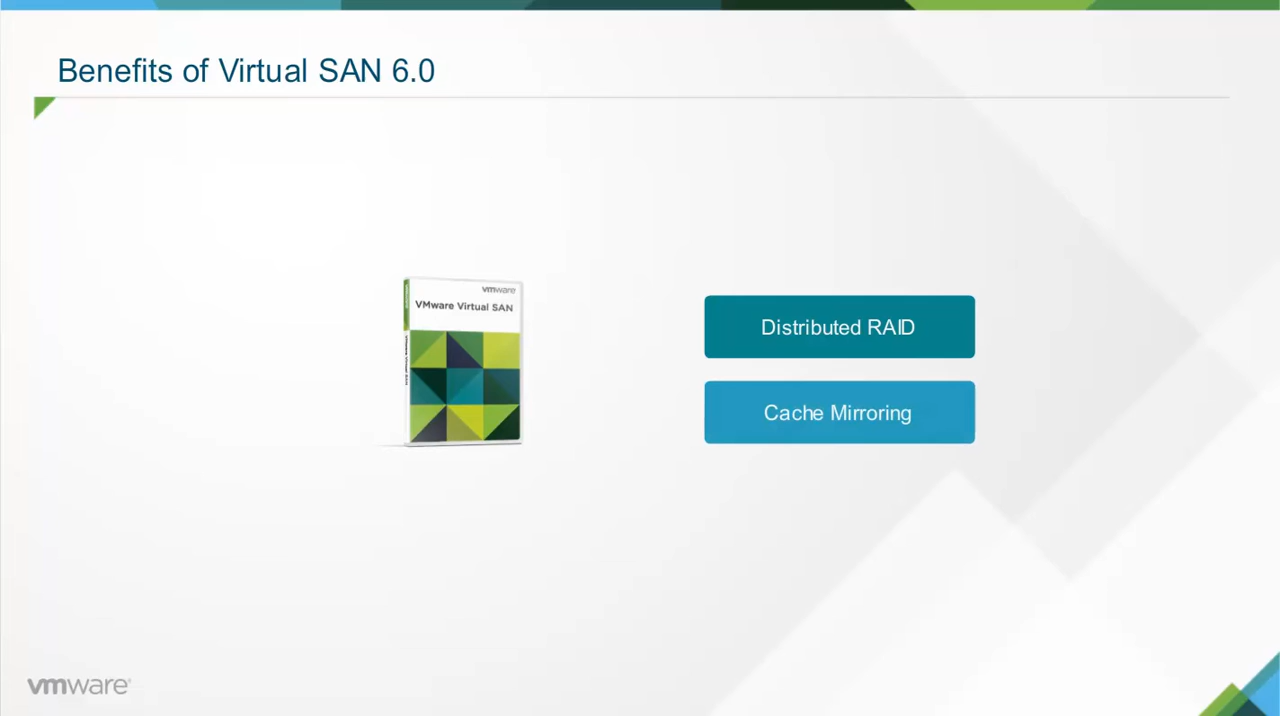 Benefits of Virtual SAN 6.0
vmware
VMware Virtual SAN
Distributed RAID
Cache Mirroring
vmware